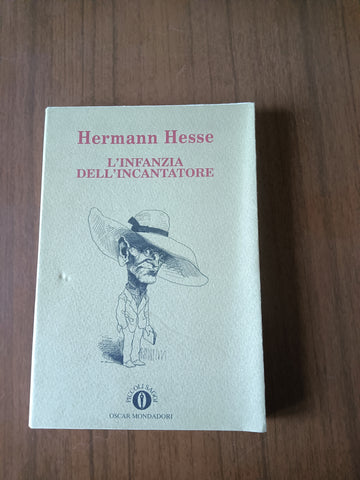 Hermann Hesse
L'INFANZIA
DELL'INCANTATORE
PICCOLI SAGGI
OSCAR MONDADORI